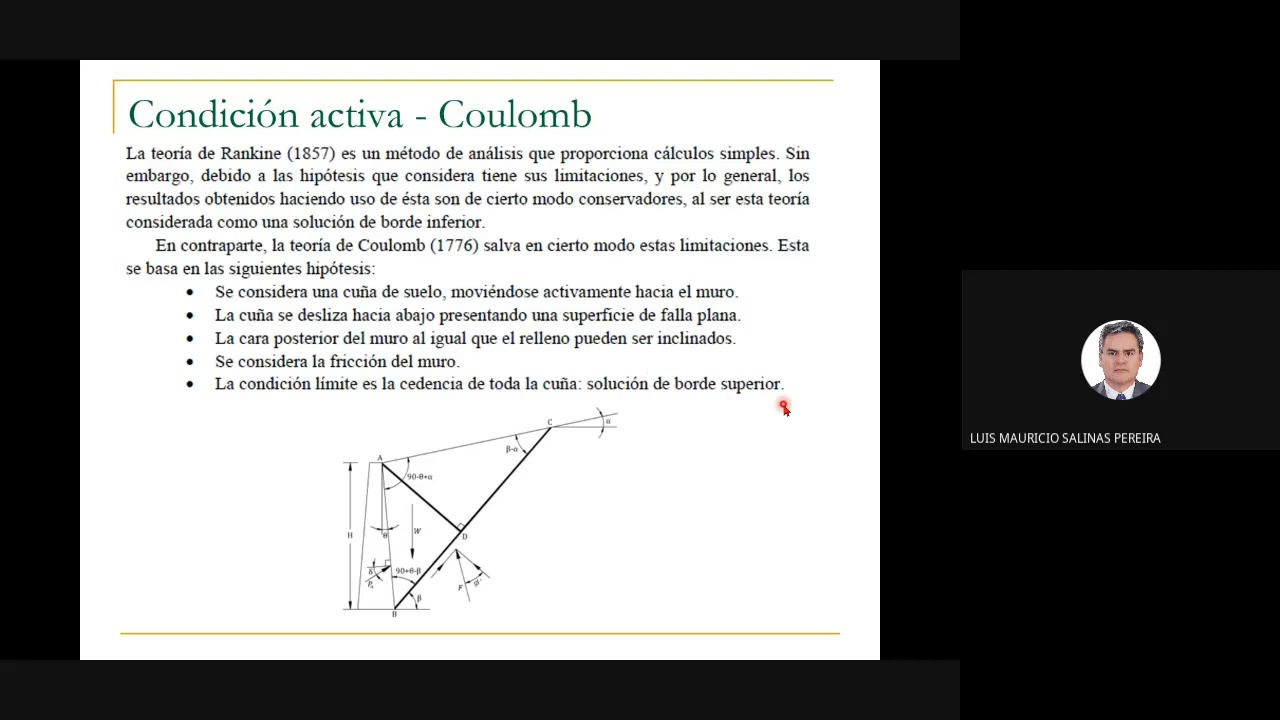 Condición activa - Coulomb
La teoría de Rankine (1857) es un método de análisis que proporciona cálculos simples. Sin
embargo, debido a las hipótesis que considera tiene sus limitaciones, y por lo general, los
resultados obtenidos haciendo uso de ésta son de cierto modo conservadores, al ser esta teoría
considerada como una solución de borde inferior.
En contraparte, la teoría de Coulomb (1776) salva en cierto modo estas limitaciones. Esta
se basa en las siguientes hipótesis:
• Se considera una cuña de suelo, moviéndose activamente hacia el muro.
• La cuña se desliza hacia abajo presentando una superficie de falla plana.
• La cara posterior del muro al igual que el relleno pueden ser inclinados.
• Se considera la fricción del muro.
• La condición límite es la cedencia de toda la cuña: solución de borde superior.
C
α
β-α
A
90-θ+α
H
θ
W
D
δ
90+θ-β
Pₐ
F
φ'
β
B
LUIS MAURICIO SALINAS PEREIRA